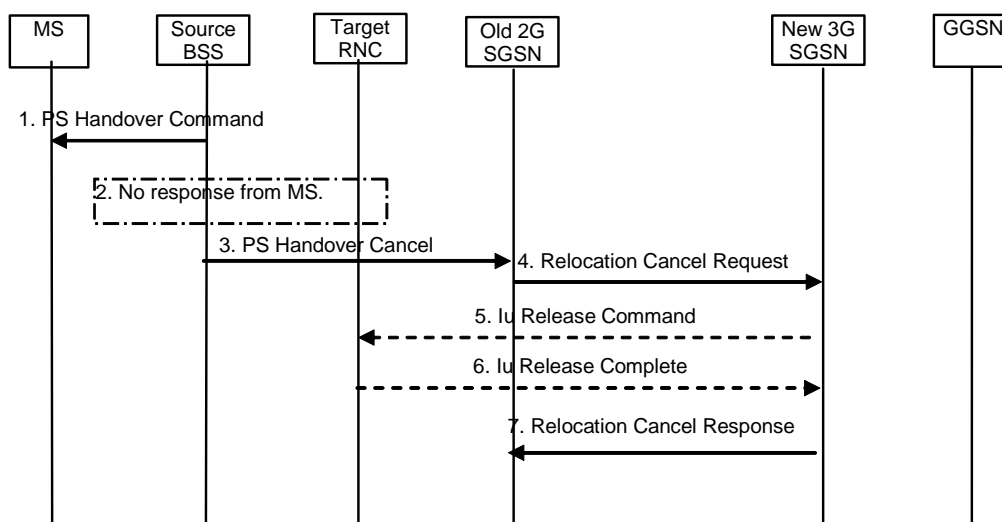 MS
Source
BSS
Target
RNC
Old 2G
SGSN
New 3G
SGSN
GGSN
1. PS Handover Command
2. No response from MS.
3. PS Handover Cancel
4. Relocation Cancel Request
5. Iu Release Command
6. Iu Release Complete
7. Relocation Cancel Response